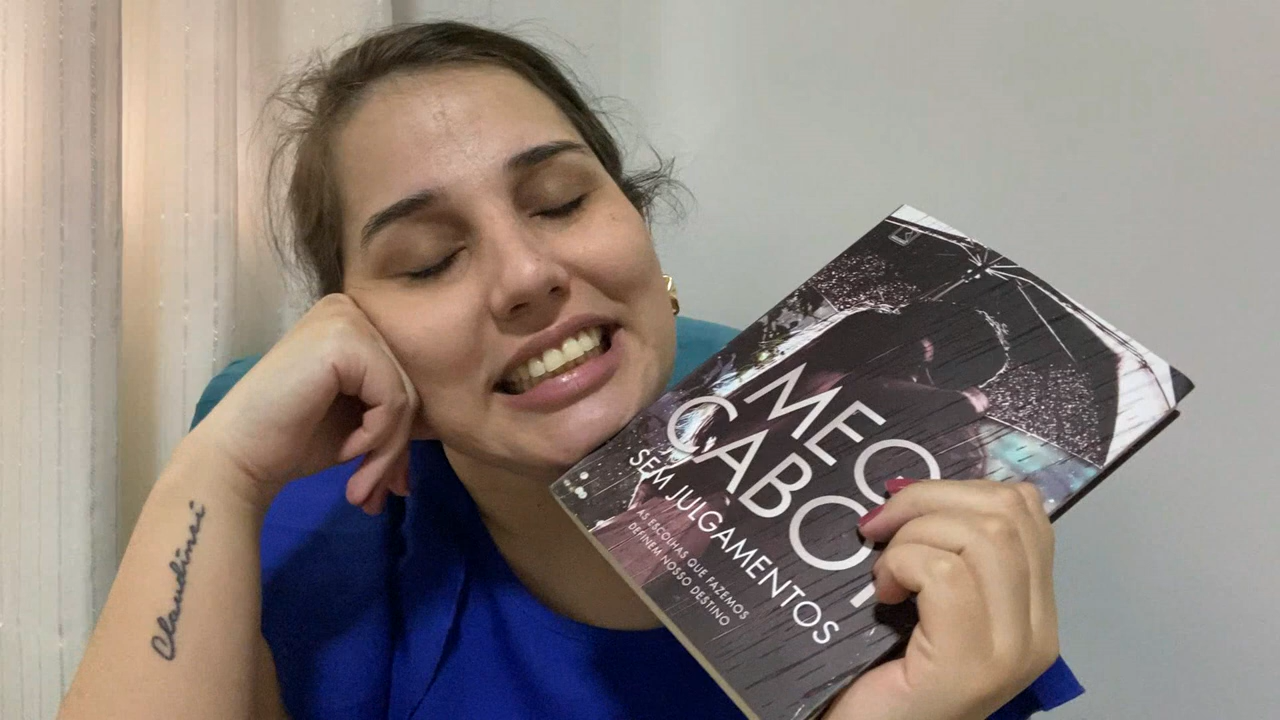 MEG
CABOT
SEM JULGAMENTOS
AS ESCOLHAS QUE FAZEMOS
DEFINEM NOSSO DESTINO
Claudinei